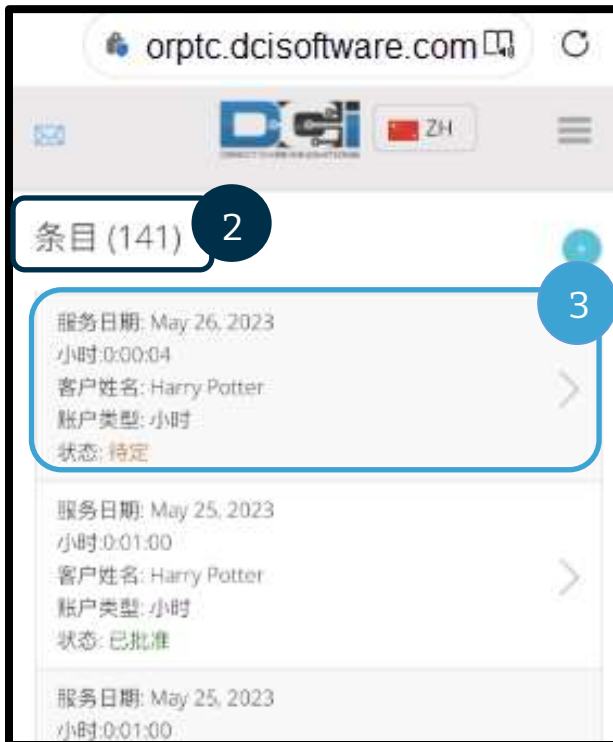 orptc.dcisoftware.com
DCI
ZH
条目 (141)
2
3
服务日期: May 26, 2023
小时:0:00:04
客户姓名: Harry Potter
账户类型: 小时
状态: 待定
服务日期: May 25, 2023
小时:0:01:00
客户姓名: Harry Potter
账户类型: 小时
状态: 已批准
服务日期: May 25, 2023
小时:0:01:00